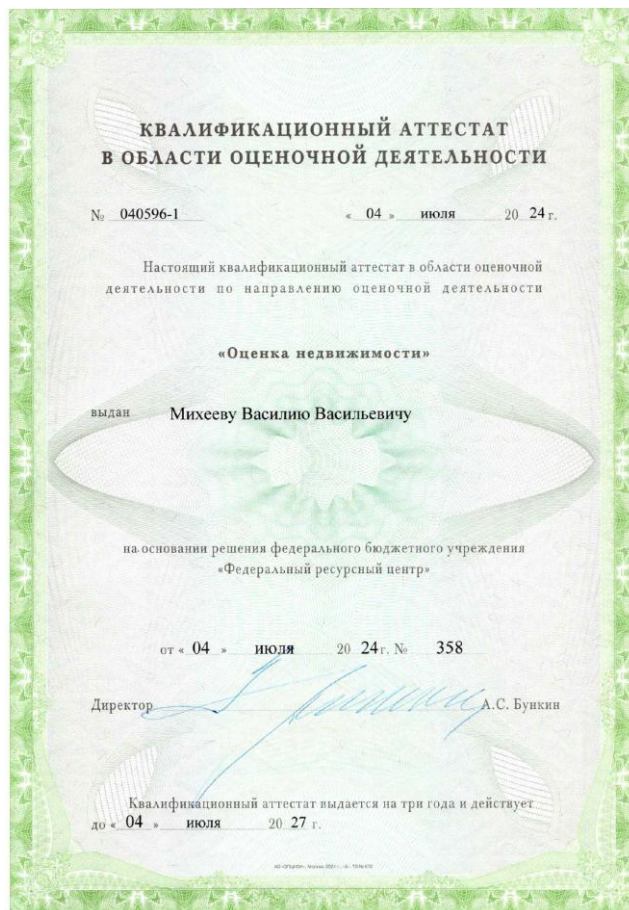 КВАЛИФИКАЦИОННЫЙ АТТЕСТАТ
В ОБЛАСТИ ОЦЕНОЧНОЙ ДЕЯТЕЛЬНОСТИ
№ 040596-1 « 04 » июля 20 24 г.
Настоящий квалификационный аттестат в области оценочной
деятельности по направлению оценочной деятельности
«Оценка недвижимости»
выдан Михееву Василию Васильевичу
на основании решения федерального бюджетного учреждения
«Федеральный ресурсный центр»
от « 04 » июля 20 24 г. № 358
Директор А.С. Бункин
Квалификационный аттестат выдается на три года и действует
до « 04 » июля 20 27 г.